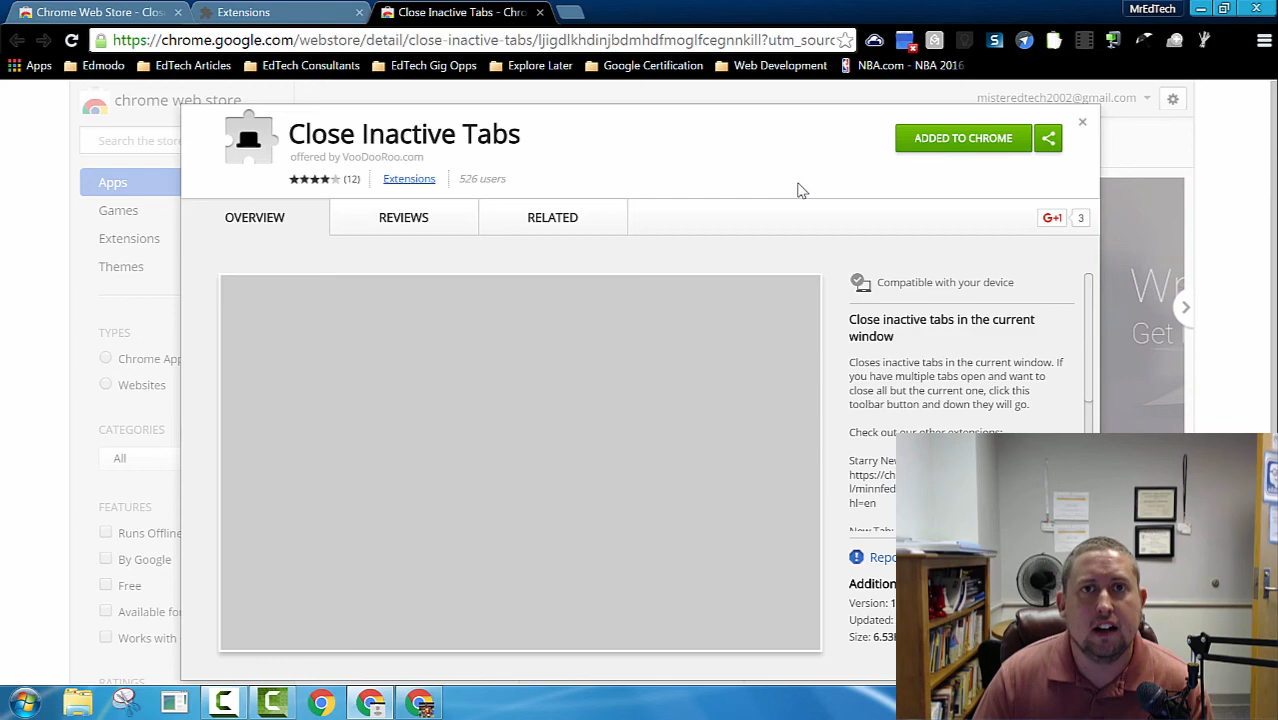 Chrome Web Store - Clos
Extensions
Close Inactive Tabs - Chro
MrEdTech
https://chrome.google.com/webstore/detail/close-inactive-tabs/ljigdlkhdinjbdmhdfmoglfcegnnkill?utm_sourc
Apps
Edmodo
EdTech Articles
EdTech Consultants
EdTech Gig Opps
Explore Later
Google Certification
Web Development
NBA.com - NBA 2016
chrome web store
misteredtech2002@gmail.com
Search the store
Close Inactive Tabs
offered by VooDooRoo.com
(12)
Extensions
526 users
ADDED TO CHROME
Apps
Games
Extensions
Themes
OVERVIEW
REVIEWS
RELATED
G+1
3
Compatible with your device
Close inactive tabs in the current
window
Closes inactive tabs in the current window. If
you have multiple tabs open and want to
close all but the current one, click this
toolbar button and down they will go.
Check out our other extensions:
Starry New
https://ch
l/minnfed
hl=en
New Tab
Repo
Addition
Version: 1
Updated:
Size: 6.53
TYPES
Chrome App
Websites
CATEGORIES
All
FEATURES
Runs Offline
By Google
Free
Available for
Works with
RATINGS
Get